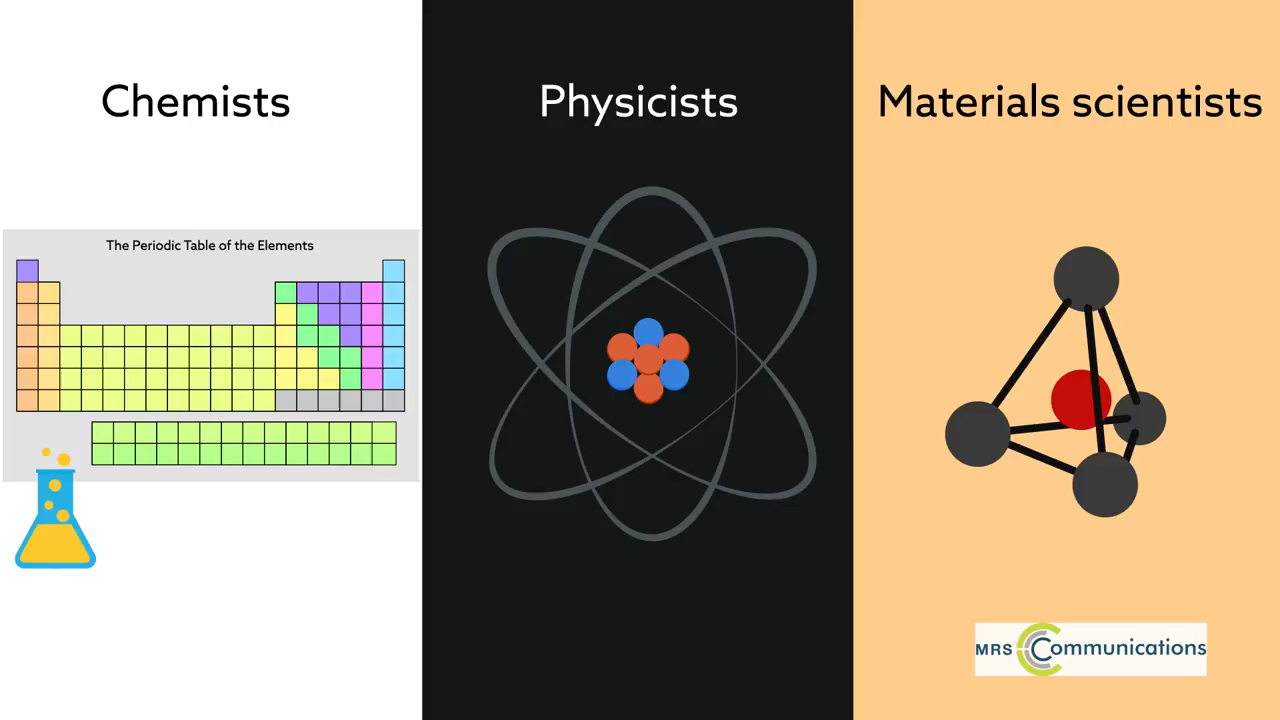 Chemists
Physicists
Materials scientists
The Periodic Table of the Elements
MRS Communications